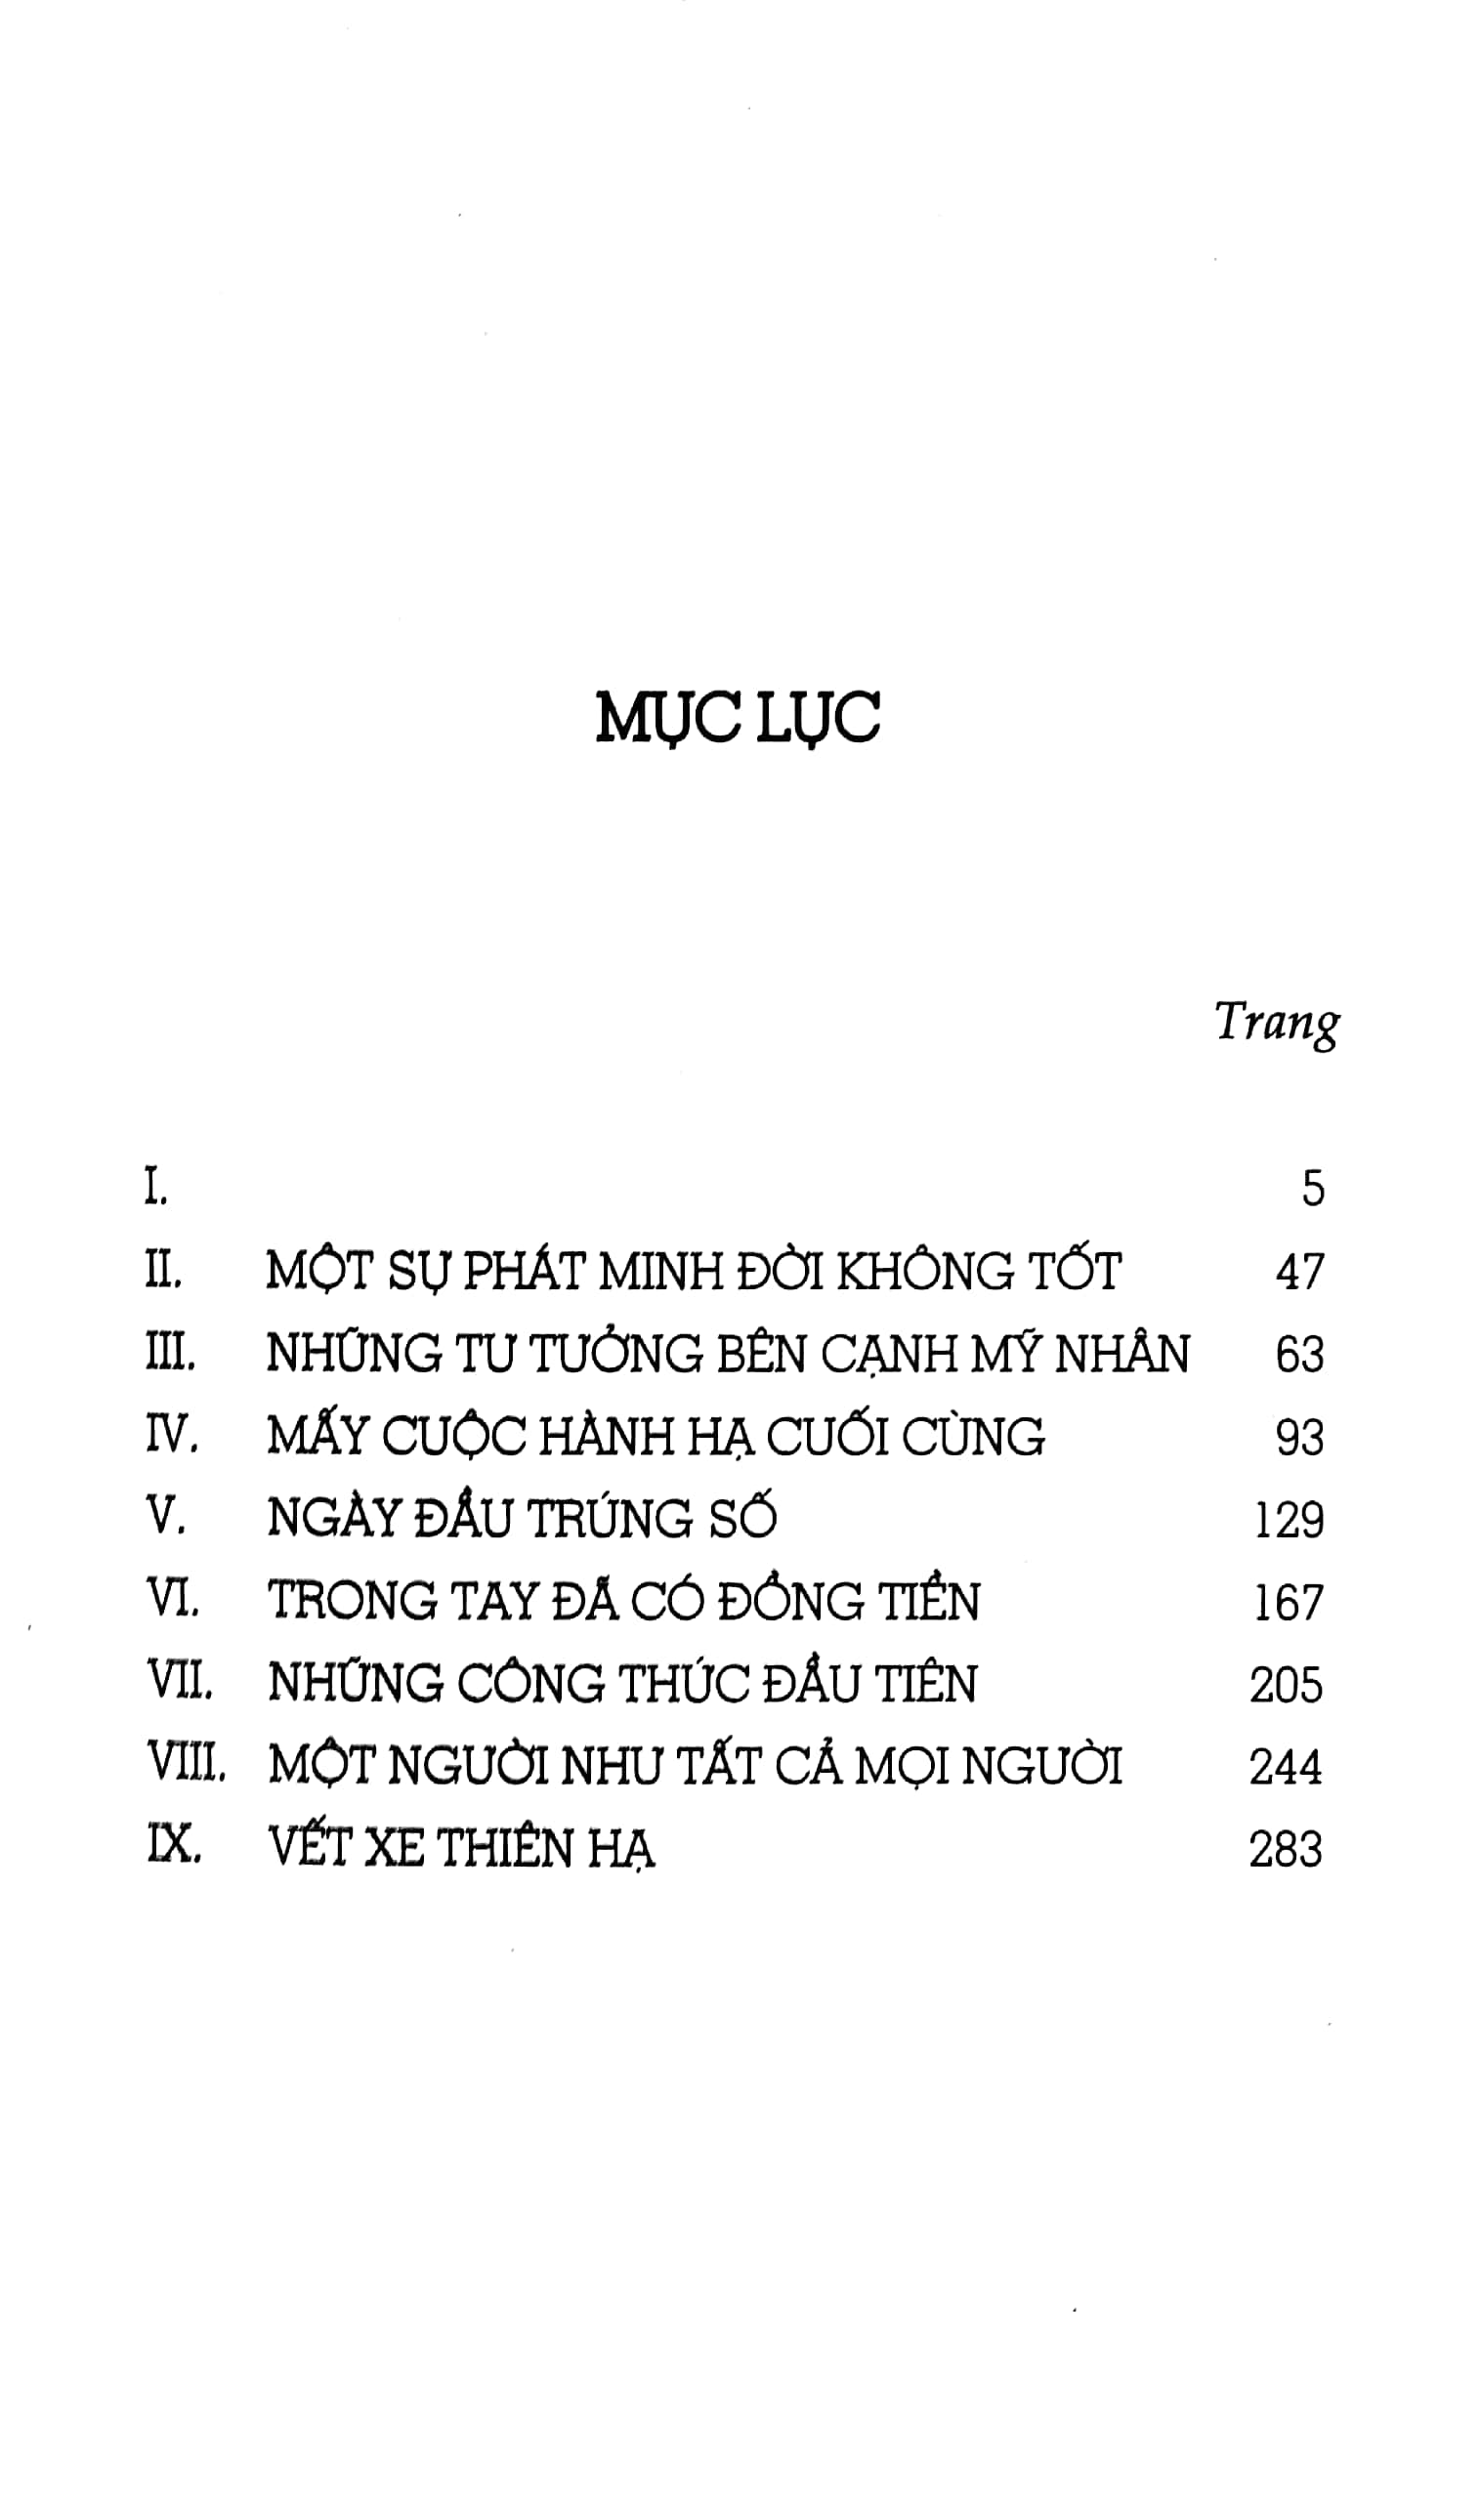 MỤC LỤC
Trang
I. 5
II. MỘT SỰ PHÁT MINH ĐỜI KHÔNG TỐT 47
III. NHỮNG TƯ TƯỞNG BÊN CẠNH MỸ NHÂN 63
IV. MẤY CUỘC HÀNH HẠ CUỐI CÙNG 93
V. NGÀY ĐẦU TRÚNG SỐ 129
VI. TRONG TAY ĐÃ CÓ ĐỒNG TIỀN 167
VII. NHỮNG CÔNG THỨC ĐẦU TIÊN 205
VIII. MỘT NGƯỜI NHƯ TẤT CẢ MỌI NGƯỜI 244
IX. VẾT XE THIÊN HẠ 283